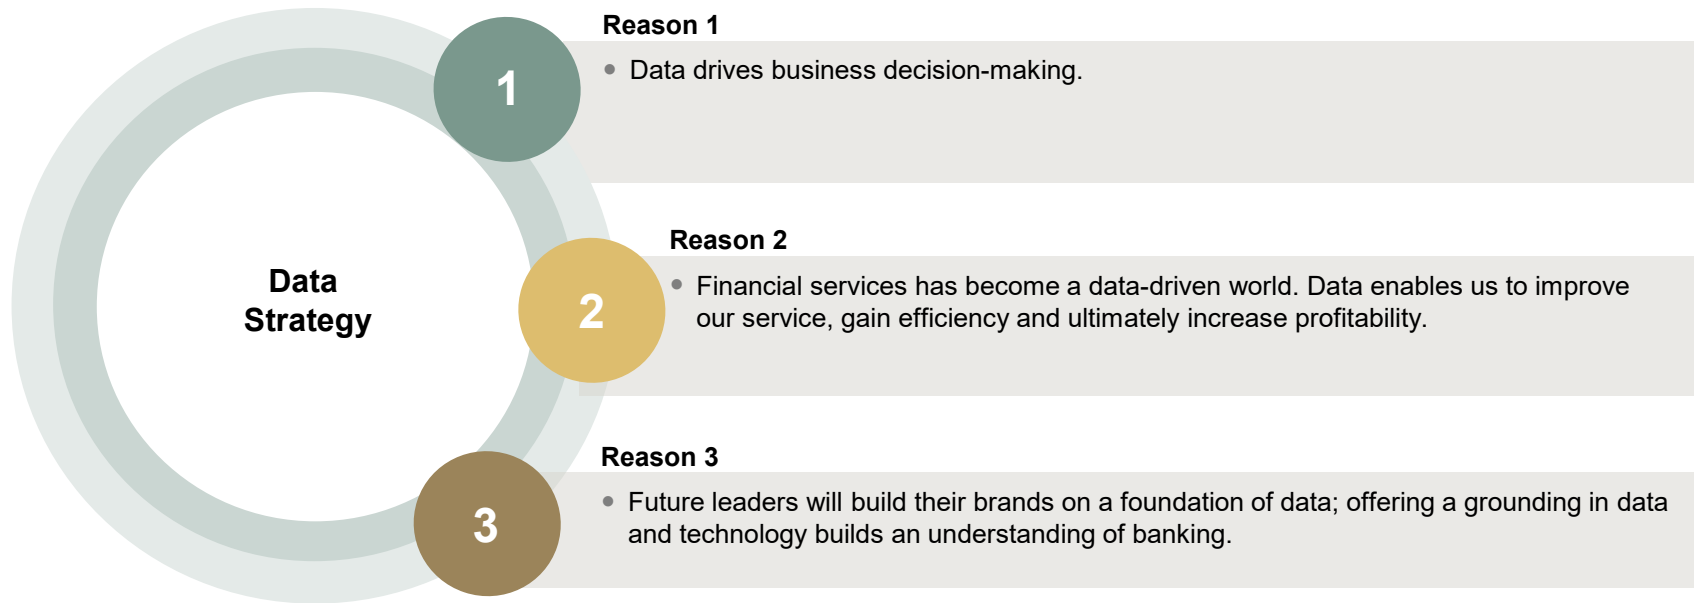 Data
Strategy
1
Reason 1
• Data drives business decision-making.
2
Reason 2
• Financial services has become a data-driven world. Data enables us to improve
our service, gain efficiency and ultimately increase profitability.
3
Reason 3
• Future leaders will build their brands on a foundation of data; offering a grounding in data
and technology builds an understanding of banking.